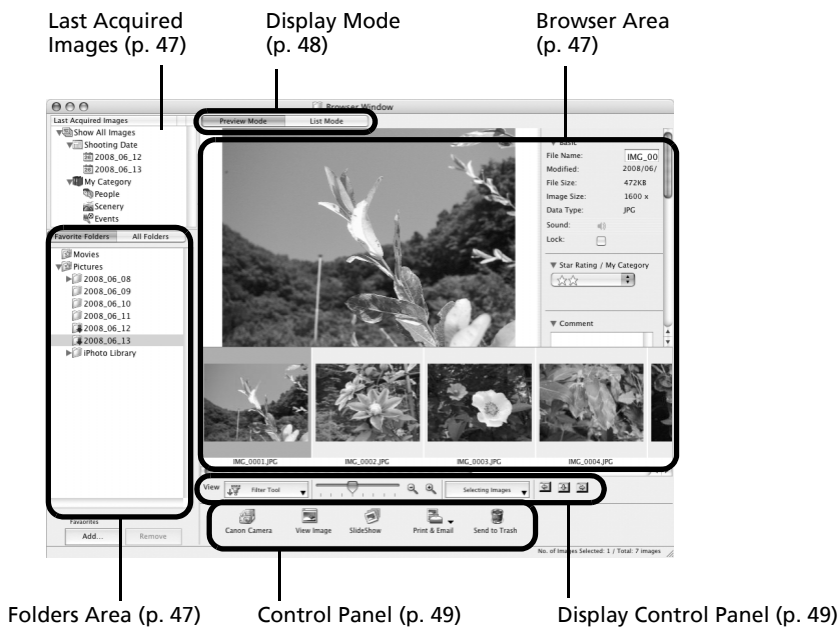 Last Acquired
Images (p. 47)
Display Mode
(p. 48)
Browser Area
(p. 47)
Browser Window
Last Acquired Images
Preview Mode
List Mode
Show All Images
Shooting Date
2008_06_12
2008_06_13
My Category
People
Scenery
Events
Favorite Folders
All Folders
Movies
Pictures
2008_06_08
2008_06_09
2008_06_10
2008_06_11
2008_06_12
2008_06_13
iPhoto Library
Basic
File Name: IMG_00
Modified: 2008/06/
File Size: 472KB
Image Size: 1600 x
Data Type: JPG
Sound:
Lock:
Star Rating / My Category
Comment
IMG_0001.JPG
IMG_0002.JPG
IMG_0003.JPG
IMG_0004.JPG
View
Filter Tool
Selecting Images
Favaorites
Add...
Remove
Canon Camera
View Image
SlideShow
Print & Email
Send to Trash
No. of Images Selected: 1 / Total: 7 images
Folders Area (p. 47)
Control Panel (p. 49)
Display Control Panel (p. 49)